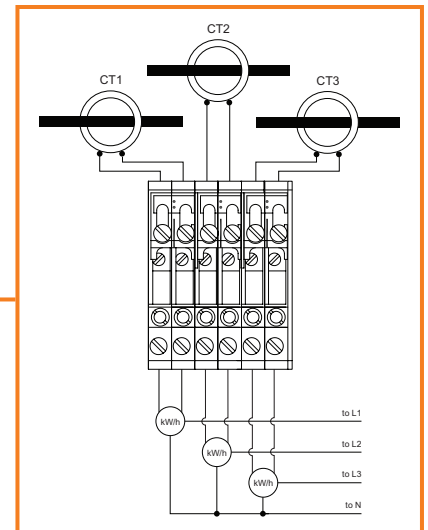 CT2
CT1
CT3
kW/h
to L1
kW/h
to L2
kW/h
to L3
to N